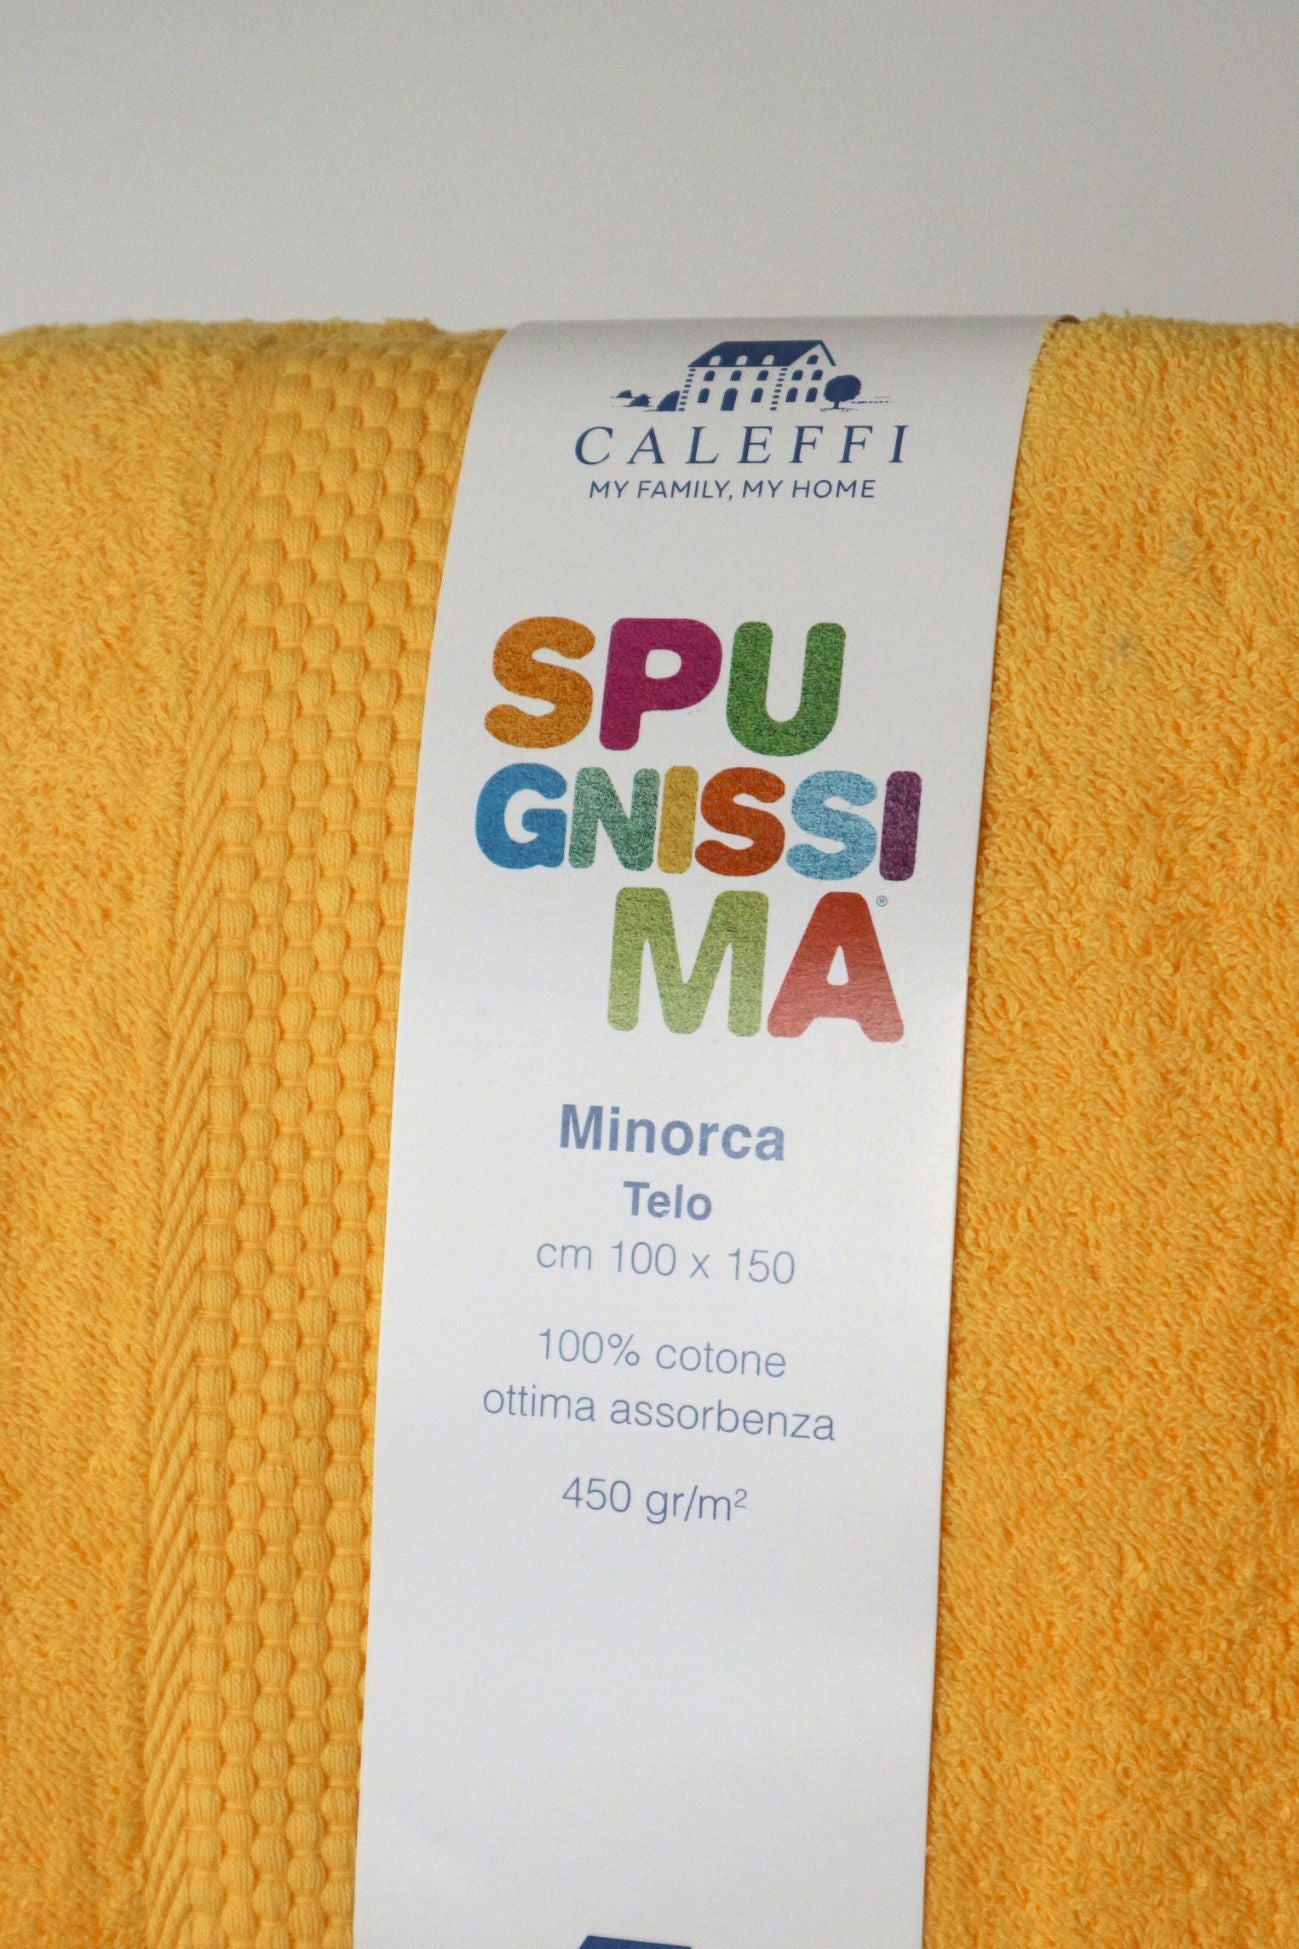 CALEFFI
MY FAMILY, MY HOME
SPU
GNISSI
MA®
Minorca
Telo
cm 100 x 150
100% cotone
ottima assorbenza
450 gr/m²